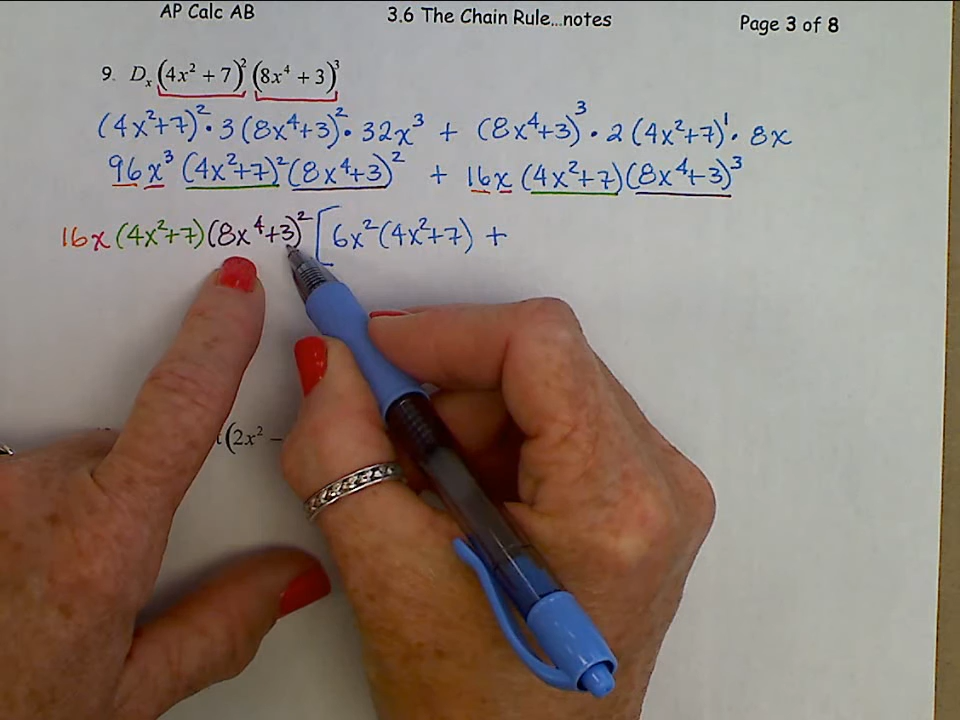 AP Calc AB 3.6 The Chain Rule…notes Page 3 of 8
9. Dₓ (4x² + 7)² (8x⁴ + 3)³
(4x²+7)² · 3(8x⁴+3)² · 32x³ + (8x⁴+3)³ · 2(4x²+7)¹ · 8x
96x³ (4x²+7)² (8x⁴+3)² + 16x (4x²+7)(8x⁴+3)³
16x (4x²+7)(8x⁴+3)² [6x²(4x²+7) +
(2x² −